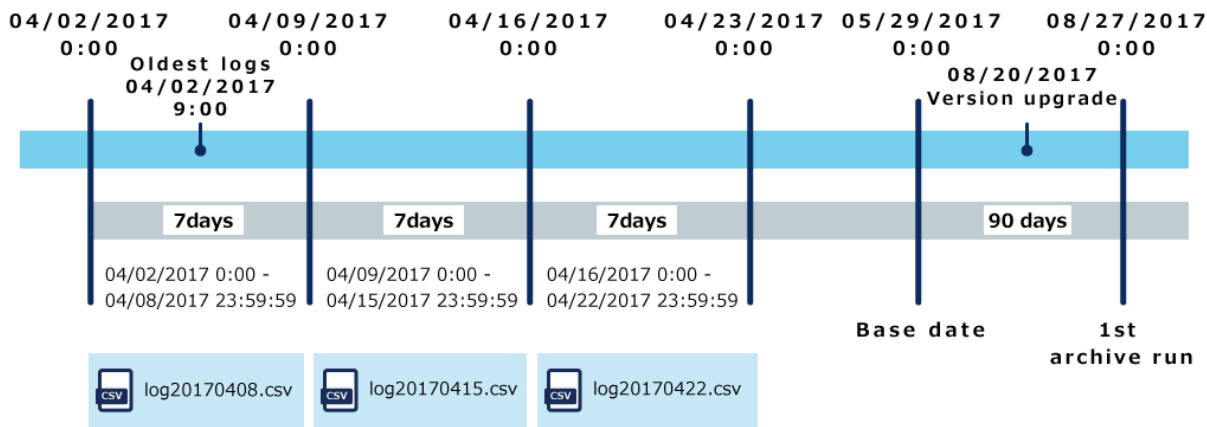 04/02/2017 04/09/2017 04/16/2017 04/23/2017 05/29/2017 08/27/2017
0:00 0:00 0:00 0:00 0:00 0:00
Oldest logs
04/02/2017
9:00
08/20/2017
Version upgrade
7days 7days 7days 90 days
04/02/2017 0:00 -
04/08/2017 23:59:59
04/09/2017 0:00 -
04/15/2017 23:59:59
04/16/2017 0:00 -
04/22/2017 23:59:59
Base date
1st
archive run
CSV log20170408.csv
CSV log20170415.csv
CSV log20170422.csv